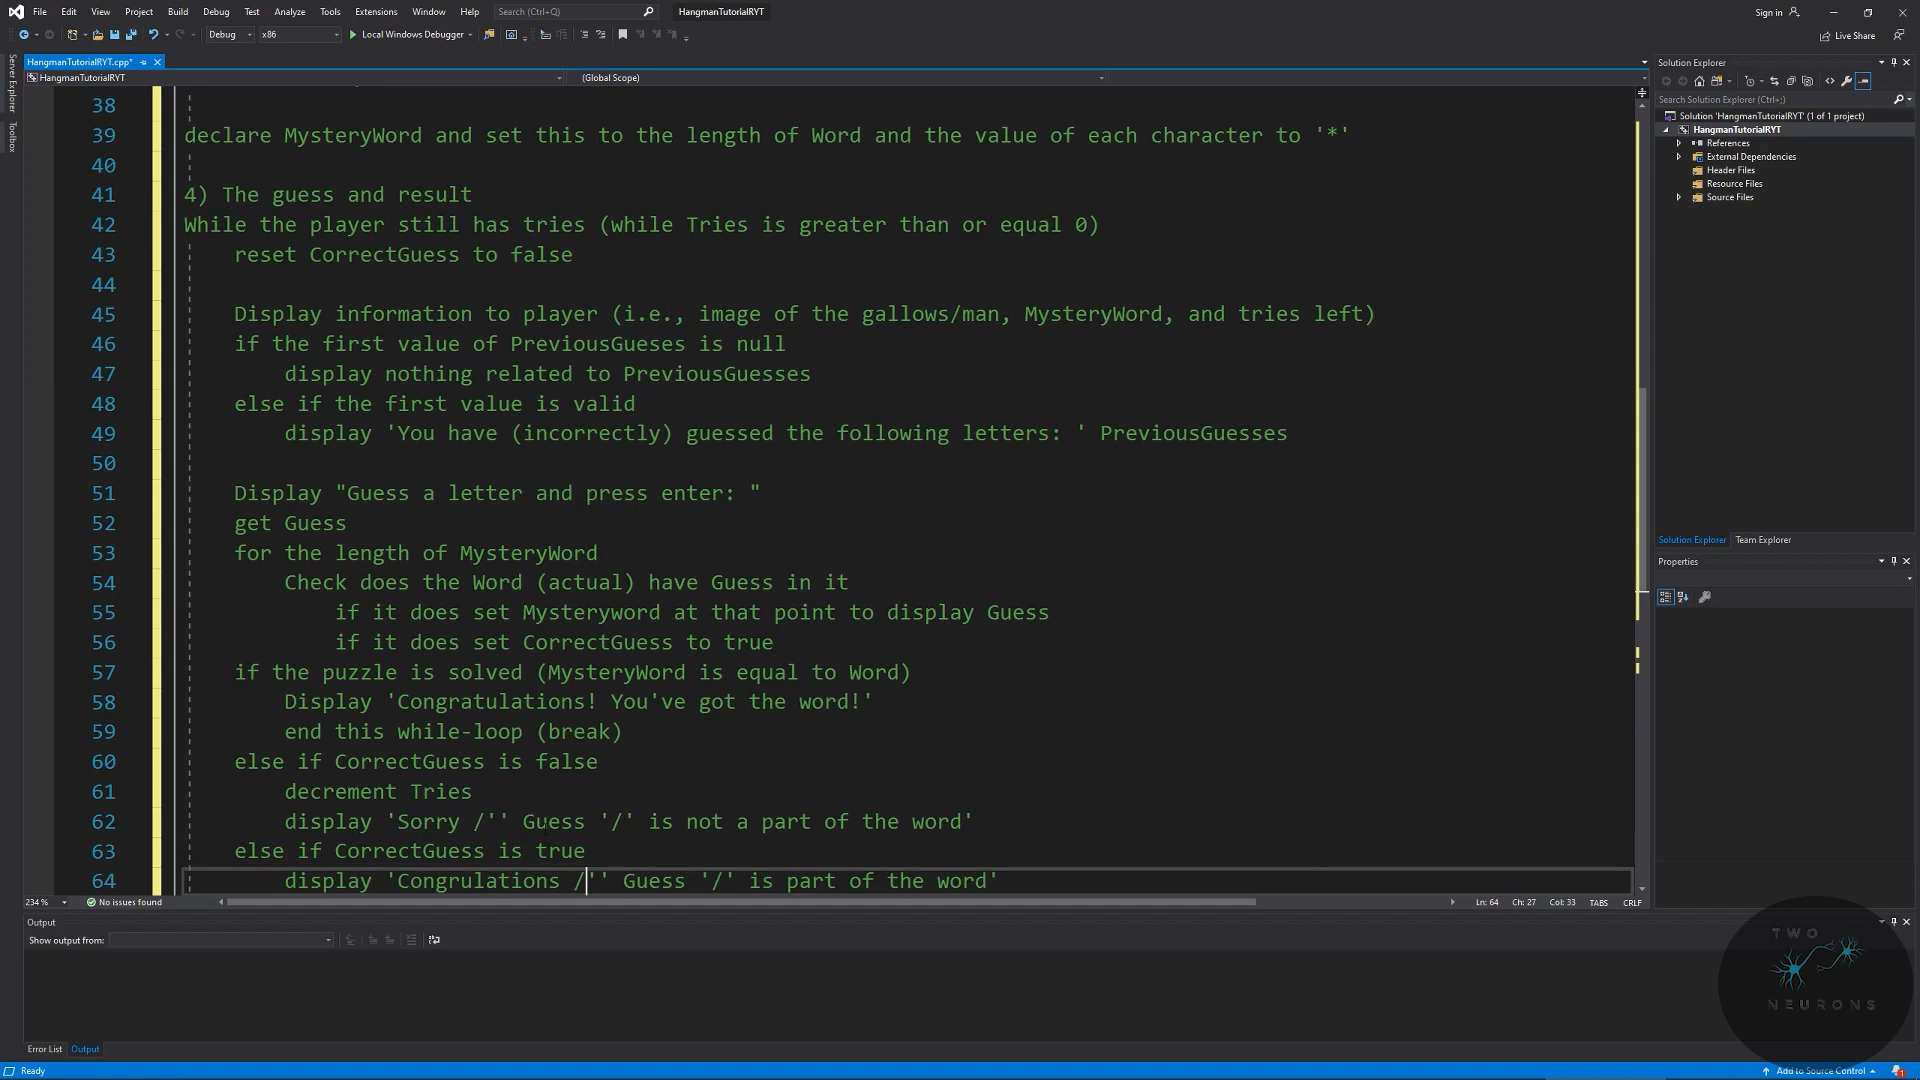 File Edit View Project Build Debug Test Analyze Tools Extensions Window Help Search (Ctrl+Q) HangmanTutorialRYT Sign in
Debug x86 Local Windows Debugger Live Share
HangmanTutorialRYT.cpp*
HangmanTutorialRYT (Global Scope)
Server Explorer
Toolbox
38
39 declare MysteryWord and set this to the length of Word and the value of each character to '*'
40
41 4) The guess and result
42 While the player still has tries (while Tries is greater than or equal 0)
43 reset CorrectGuess to false
44
45 Display information to player (i.e., image of the gallows/man, MysteryWord, and tries left)
46 if the first value of PreviousGueses is null
47 display nothing related to PreviousGuesses
48 else if the first value is valid
49 display 'You have (incorrectly) guessed the following letters: ' PreviousGuesses
50
51 Display "Guess a letter and press enter: "
52 get Guess
53 for the length of MysteryWord
54 Check does the Word (actual) have Guess in it
55 if it does set Mysteryword at that point to display Guess
56 if it does set CorrectGuess to true
57 if the puzzle is solved (MysteryWord is equal to Word)
58 Display 'Congratulations! You've got the word!'
59 end this while-loop (break)
60 else if CorrectGuess is false
61 decrement Tries
62 display 'Sorry /'' Guess '/' is not a part of the word'
63 else if CorrectGuess is true
64 display 'Congrulations /'' Guess '/' is part of the word'
234 % No issues found Ln: 64 Ch: 27 Col: 33 TABS CRLF
Output
Show output from:
Error List Output
Ready Add to Source Control 1
Solution Explorer
Search Solution Explorer (Ctrl+;)
Solution 'HangmanTutorialRYT' (1 of 1 project)
HangmanTutorialRYT
References
External Dependencies
Header Files
Resource Files
Source Files
Solution Explorer Team Explorer
Properties
TWO
NEURONS